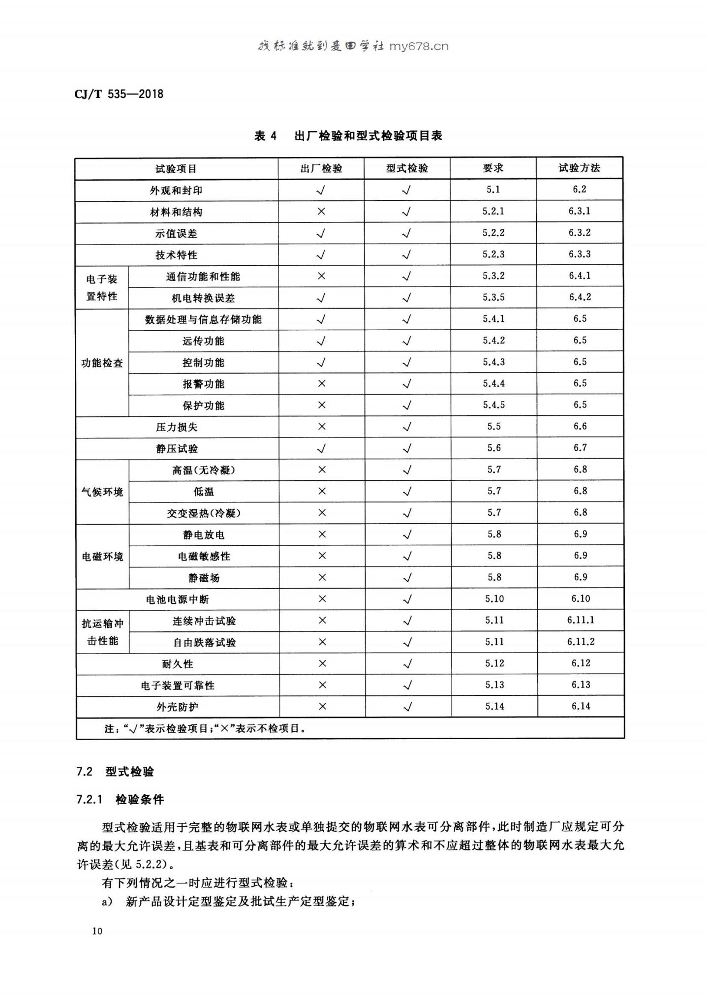 找标准就到麦田学社 my678.cn
CJ/T 535—2018
表 4 出厂检验和型式检验项目表
试验项目 出厂检验 型式检验 要求 试验方法
外观和封印 √ √ 5.1 6.2
材料和结构 × √ 5.2.1 6.3.1
示值误差 √ √ 5.2.2 6.3.2
技术特性 √ √ 5.2.3 6.3.3
电子装
置特性
通信功能和性能 × √ 5.3.2 6.4.1
机电转换误差 √ √ 5.3.5 6.4.2
功能检查
数据处理与信息存储功能 √ √ 5.4.1 6.5
远传功能 √ √ 5.4.2 6.5
控制功能 √ √ 5.4.3 6.5
报警功能 × √ 5.4.4 6.5
保护功能 × √ 5.4.5 6.5
压力损失 × √ 5.5 6.6
静压试验 √ √ 5.6 6.7
气候环境
高温(无冷凝) × √ 5.7 6.8
低温 × √ 5.7 6.8
交变湿热(冷凝) × √ 5.7 6.8
电磁环境
静电放电 × √ 5.8 6.9
电磁敏感性 × √ 5.8 6.9
静磁场 × √ 5.8 6.9
电池电源中断 × √ 5.10 6.10
抗运输冲
击性能
连续冲击试验 × √ 5.11 6.11.1
自由跌落试验 × √ 5.11 6.11.2
耐久性 × √ 5.12 6.12
电子装置可靠性 × √ 5.13 6.13
外壳防护 × √ 5.14 6.14
注：“√”表示检验项目；“×”表示不检项目。
7.2 型式检验
7.2.1 检验条件
型式检验适用于完整的物联网水表或单独提交的物联网水表可分离部件，此时制造厂应规定可分
离的最大允许误差，且基表和可分离部件的最大允许误差的算术和不应超过整体的物联网水表最大允
许误差(见 5.2.2)。
有下列情况之一时应进行型式检验：
a) 新产品设计定型鉴定及批试生产定型鉴定；
10